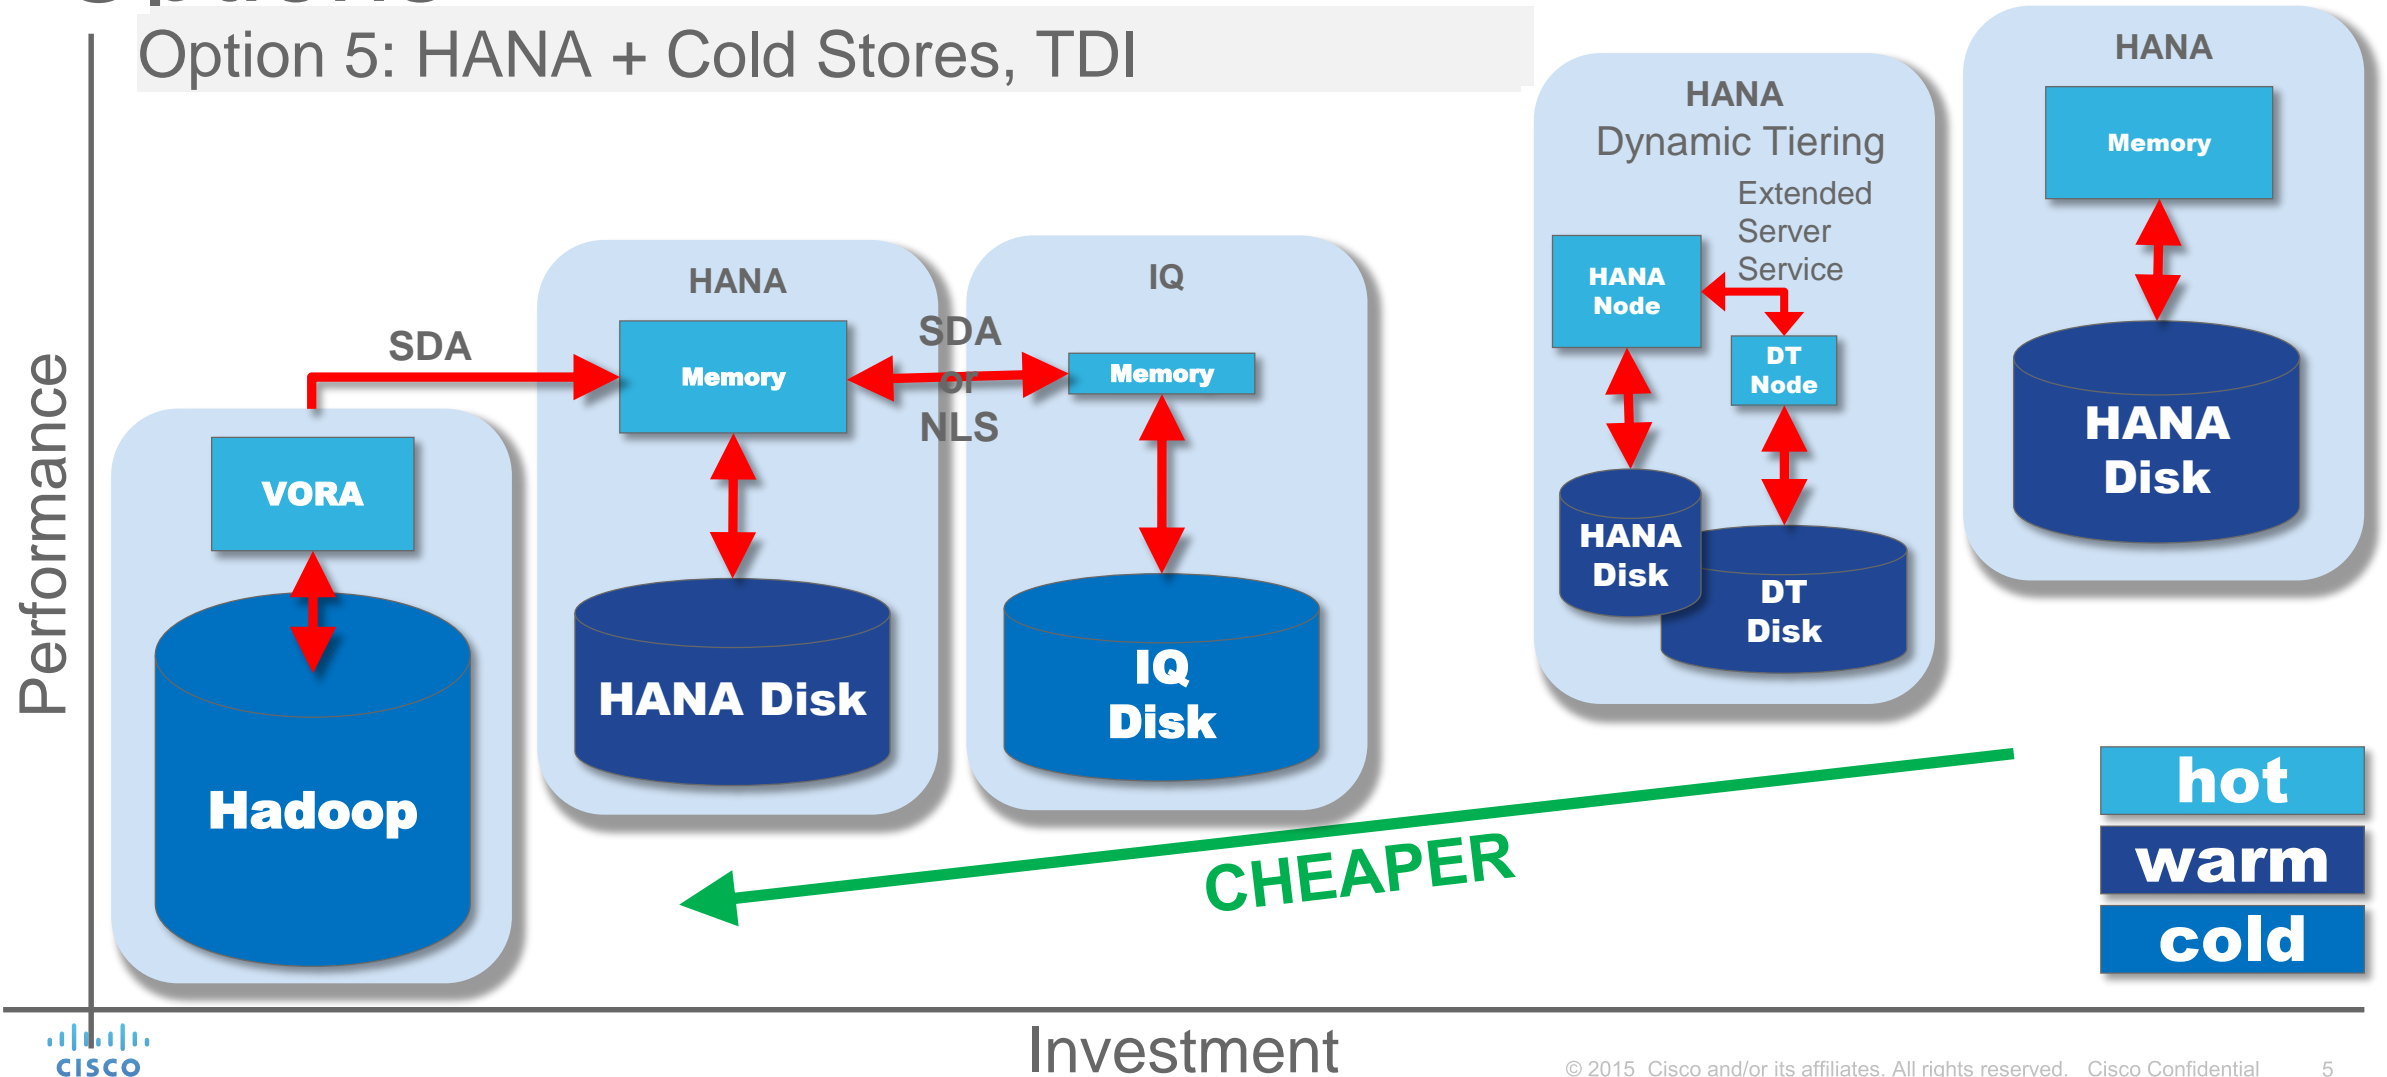 Options
Option 5: HANA + Cold Stores, TDI
Performance
VORA
Hadoop
SDA
HANA
Memory
HANA Disk
SDA
or
NLS
IQ
Memory
IQ
Disk
HANA
Dynamic Tiering
Extended
Server
Service
HANA
Node
DT
Node
HANA
Disk
DT
Disk
HANA
Memory
HANA
Disk
CHEAPER
hot
warm
cold
Investment
CISCO
© 2015 Cisco and/or its affiliates. All rights reserved. Cisco Confidential 5